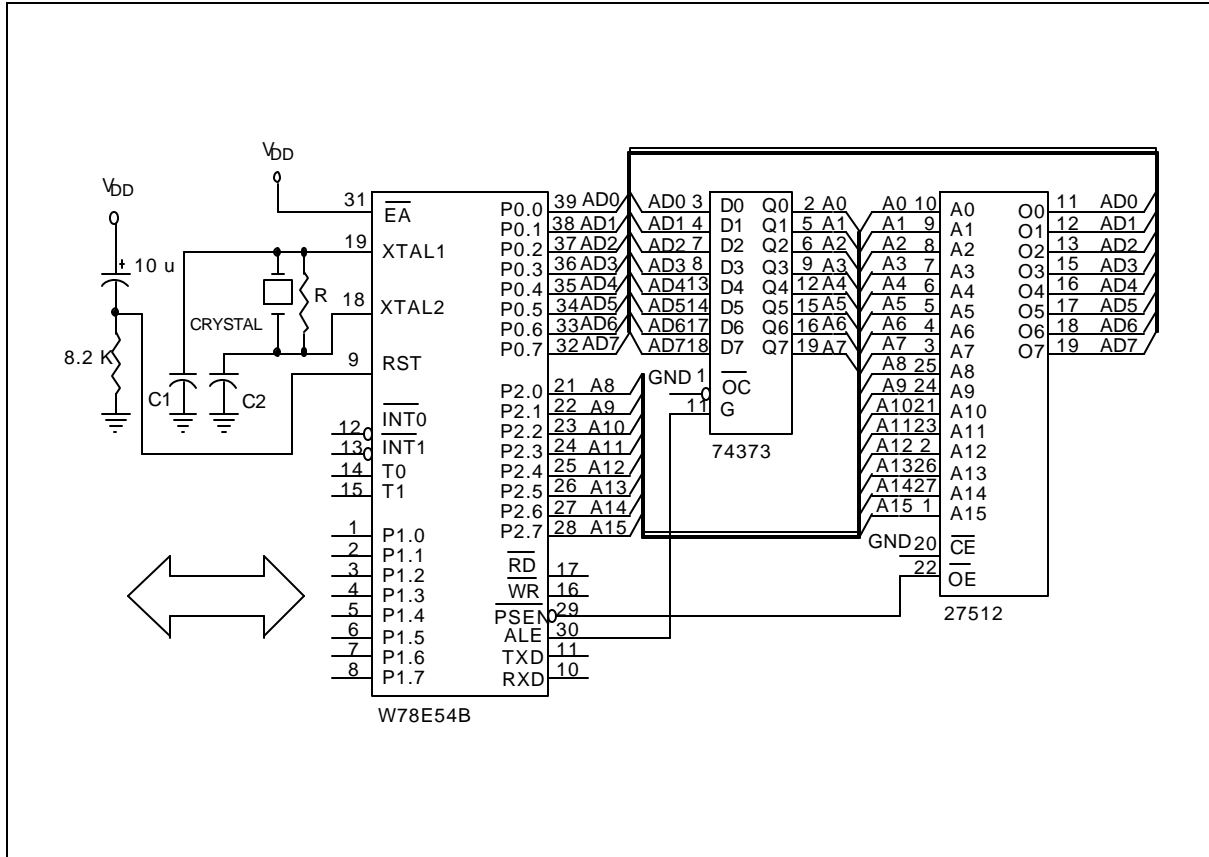 VDD
VDD
10 u
+
8.2 K
C1
C2
CRYSTAL
R
31 EA
19 XTAL1
18 XTAL2
9 RST
12 INT0
13 INT1
14 T0
15 T1
1 P1.0
2 P1.1
3 P1.2
4 P1.3
5 P1.4
6 P1.5
7 P1.6
8 P1.7
P0.0 39 AD0
P0.1 38 AD1
P0.2 37 AD2
P0.3 36 AD3
P0.4 35 AD4
P0.5 34 AD5
P0.6 33 AD6
P0.7 32 AD7
P2.0 21 A8
P2.1 22 A9
P2.2 23 A10
P2.3 24 A11
P2.4 25 A12
P2.5 26 A13
P2.6 27 A14
P2.7 28 A15
RD 17
WR 16
PSEN 29
ALE 30
TXD 11
RXD 10
W78E54B
AD0 3 D0 Q0 2 A0
AD1 4 D1 Q1 5 A1
AD2 7 D2 Q2 6 A2
AD3 8 D3 Q3 9 A3
AD4 13 D4 Q4 12 A4
AD5 14 D5 Q5 15 A5
AD6 17 D6 Q6 16 A6
AD7 18 D7 Q7 19 A7
GND 1 OC
11 G
74373
A0 10 A0 O0 11 AD0
A1 9 A1 O1 12 AD1
A2 8 A2 O2 13 AD2
A3 7 A3 O3 15 AD3
A4 6 A4 O4 16 AD4
A5 5 A5 O5 17 AD5
A6 4 A6 O6 18 AD6
A7 3 A7 O7 19 AD7
A8 25 A8
A9 24 A9
A10 21 A10
A11 23 A11
A12 2 A12
A13 26 A13
A14 27 A14
A15 1 A15
GND 20 CE
22 OE
27512